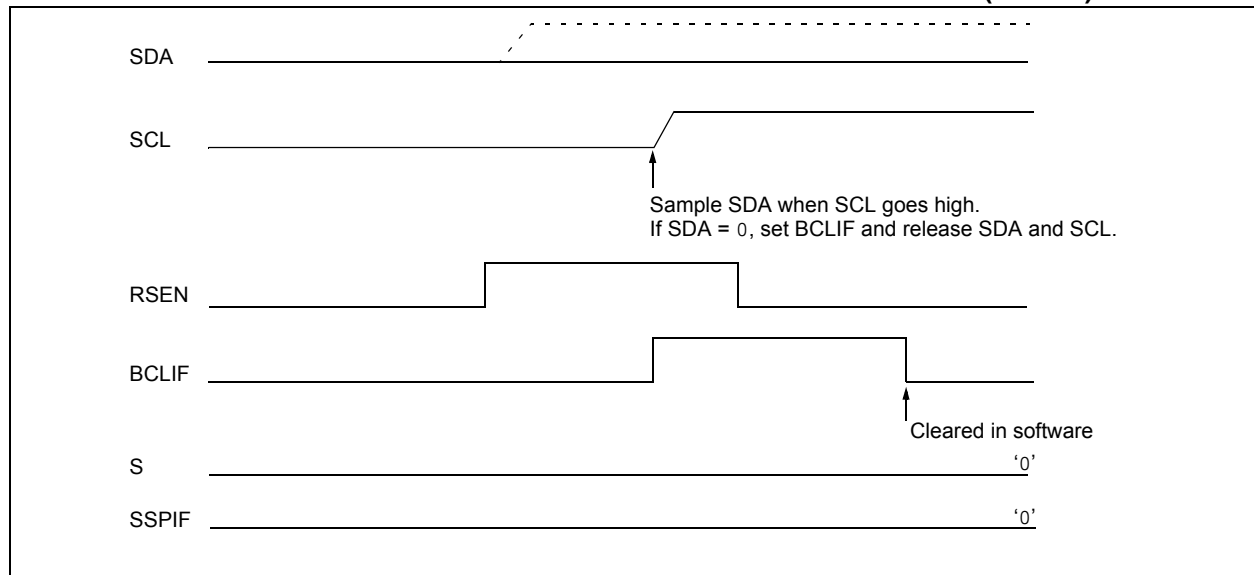 SDA
SCL
Sample SDA when SCL goes high.
If SDA = 0, set BCLIF and release SDA and SCL.
RSEN
BCLIF
Cleared in software
S
‘0’
SSPIF
‘0’